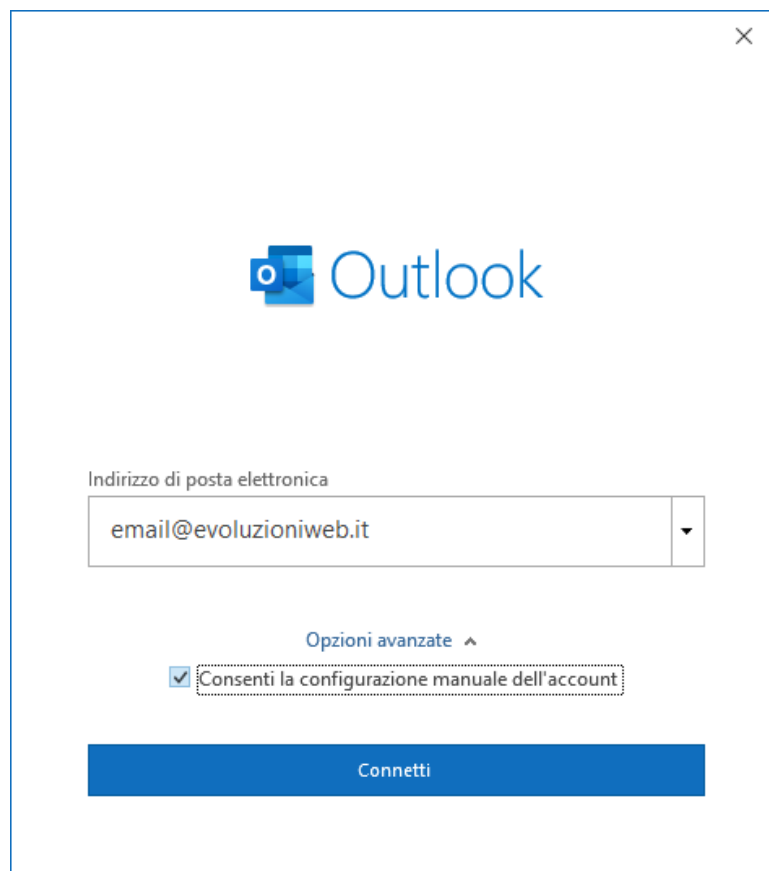 Outlook
Indirizzo di posta elettronica
email@evoluzioniweb.it
Opzioni avanzate
Consenti la configurazione manuale dell'account
Connetti